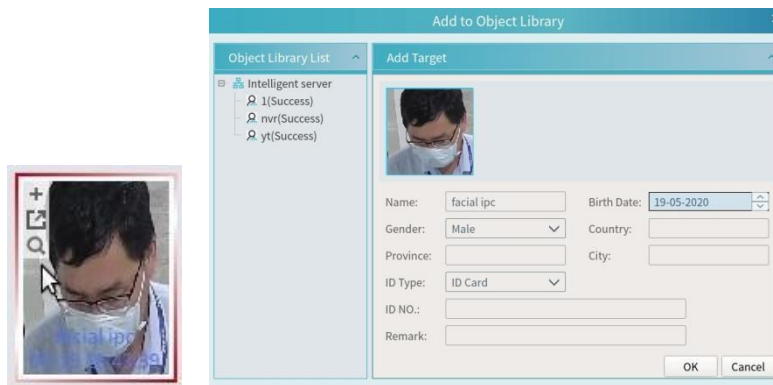 Add to Object Library
Object Library List
Add Target
Intelligent server
1(Success)
nvr(Success)
yt(Success)
Name: facial ipc Birth Date: 19-05-2020
Gender: Male Country:
Province: City:
ID Type: ID Card
ID NO.:
Remark:
OK Cancel
facial ipc